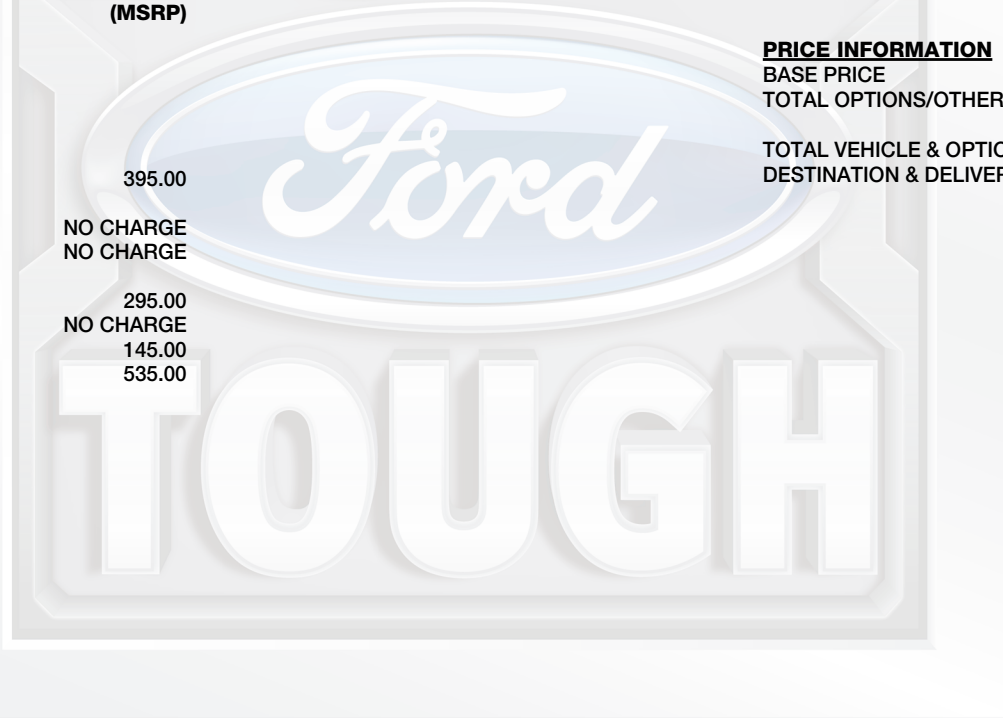 (MSRP)
395.00
NO CHARGE
NO CHARGE
295.00
NO CHARGE
145.00
535.00
PRICE INFORMATION
BASE PRICE
TOTAL OPTIONS/OTHER
TOTAL VEHICLE & OPTIO
DESTINATION & DELIVER
Ford
TOUGH